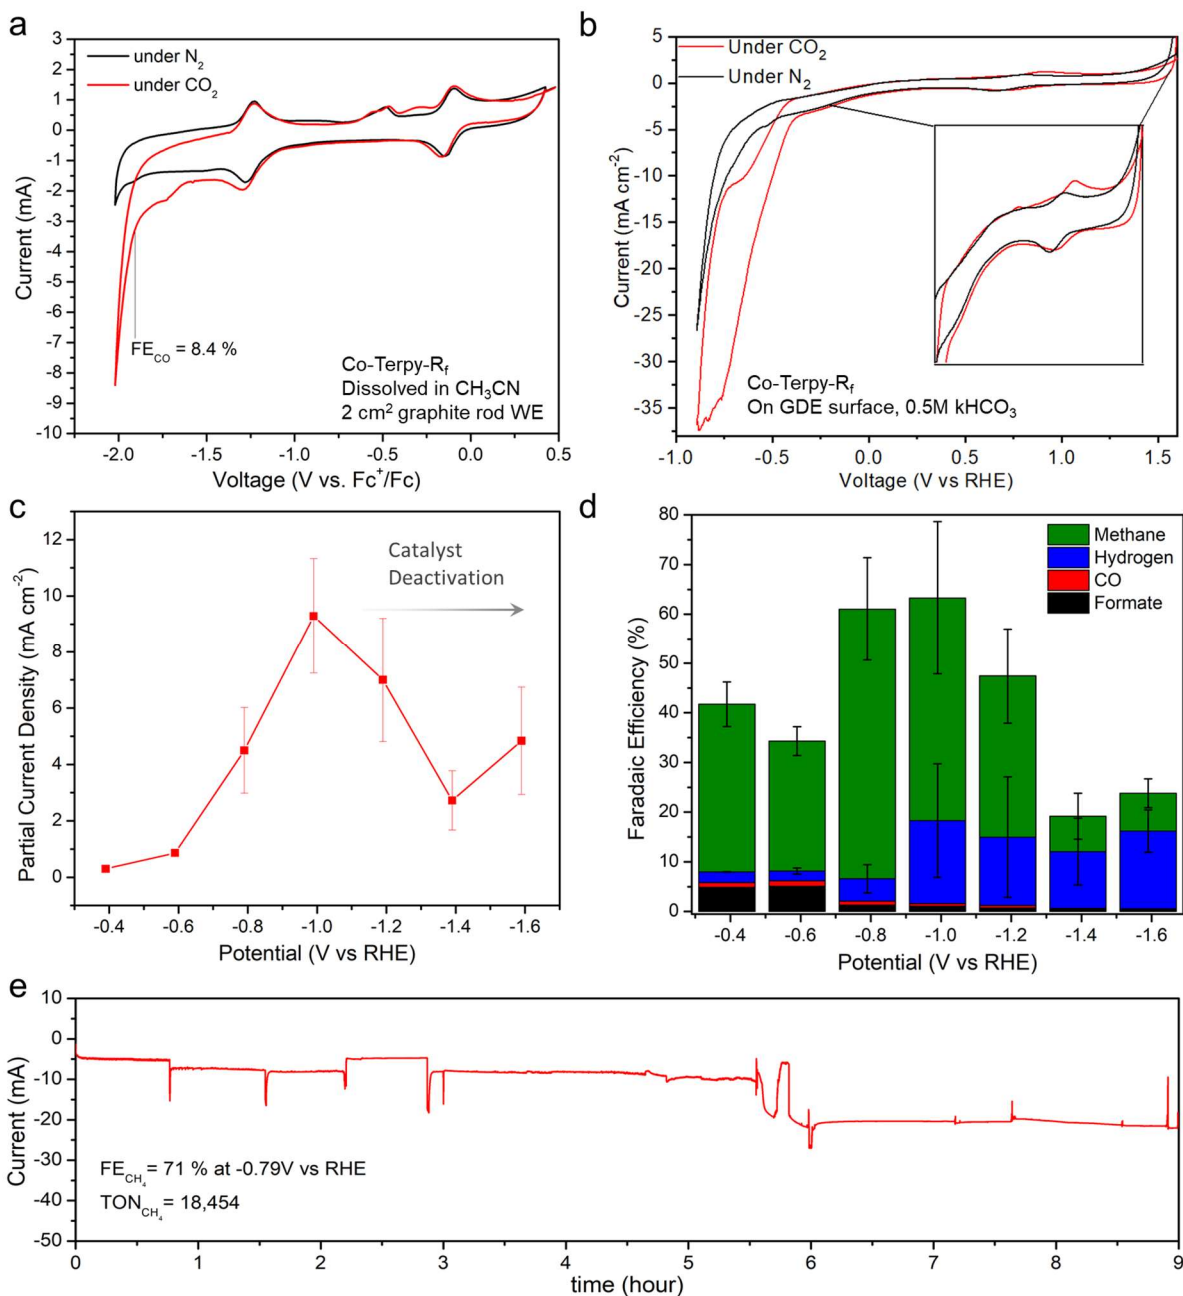 a
under N2
under CO2
2
1
0
-1
-2
-3
-4
-5
-6
-7
-8
-9
-10
Current (mA)
FECO = 8.4 %
Co-Terpy-Rf
Dissolved in CH3CN
2 cm2 graphite rod WE
-2.0 -1.5 -1.0 -0.5 0.0 0.5
Voltage (V vs. Fc+/Fc)
b
Under CO2
Under N2
5
0
-5
-10
-15
-20
-25
-30
-35
Current (mA cm-2)
Co-Terpy-Rf
On GDE surface, 0.5M kHCO3
-1.0 -0.5 0.0 0.5 1.0 1.5
Voltage (V vs RHE)
c
12
10
8
6
4
2
0
Partial Current Density (mA cm-2)
Catalyst
Deactivation
-0.4 -0.6 -0.8 -1.0 -1.2 -1.4 -1.6
Potential (V vs RHE)
d
80
70
60
50
40
30
20
10
0
Faradaic Efficiency (%)
Methane
Hydrogen
CO
Formate
-0.4 -0.6 -0.8 -1.0 -1.2 -1.4 -1.6
Potential (V vs RHE)
e
10
0
-10
-20
-30
-40
-50
Current (mA)
FECH4 = 71 % at -0.79V vs RHE
TONCH4 = 18,454
0 1 2 3 4 5 6 7 8 9
time (hour)